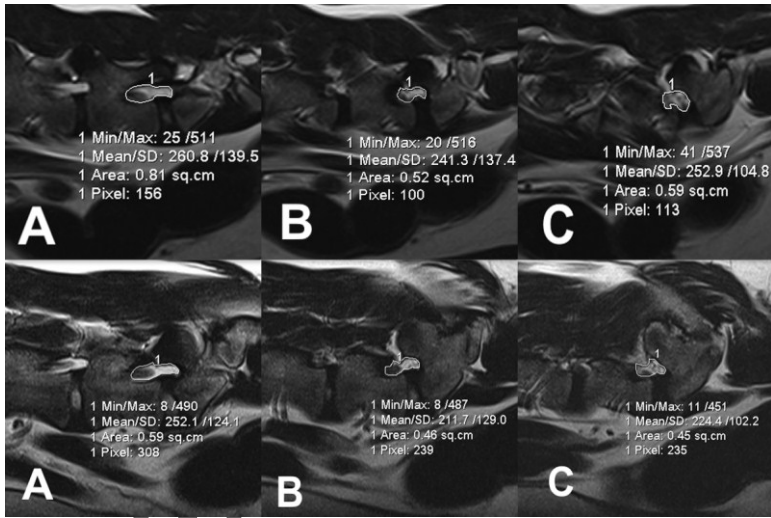 1
1 Min/Max: 25 /511
1 Mean/SD: 260.8 /139.5
1 Area: 0.81 sq.cm
1 Pixel: 156
A
1
1 Min/Max: 20 /516
1 Mean/SD: 241.3 /137.4
1 Area: 0.52 sq.cm
1 Pixel: 100
B
1
1 Min/Max: 41 /537
1 Mean/SD: 252.9 /104.8
1 Area: 0.59 sq.cm
1 Pixel: 113
C
1
1 Min/Max: 8 /490
1 Mean/SD: 252.1 /124.1
1 Area: 0.59 sq.cm
1 Pixel: 308
A
1
1 Min/Max: 8 /487
1 Mean/SD: 211.7 /129.0
1 Area: 0.46 sq.cm
1 Pixel: 239
B
1
1 Min/Max: 11 /451
1 Mean/SD: 224.4 /102.2
1 Area: 0.45 sq.cm
1 Pixel: 235
C